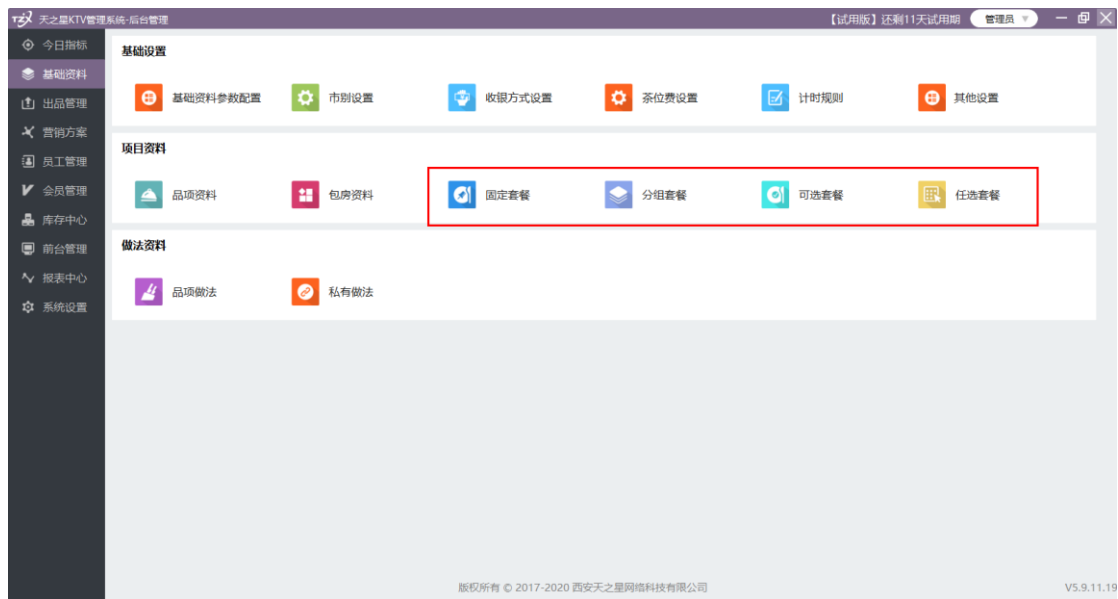 TZX 天之星KTV管理系统-后台管理 【试用版】还剩11天试用期 管理员
今日指标
基础资料
出品管理
营销方案
员工管理
会员管理
库存中心
前台管理
报表中心
系统设置
基础设置
基础资料参数配置 市别设置 收银方式设置 茶位费设置 计时规则 其他设置
项目资料
品项资料 包房资料 固定套餐 分组套餐 可选套餐 任选套餐
做法资料
品项做法 私有做法
版权所有 © 2017-2020 西安天之星网络科技有限公司 V5.9.11.19